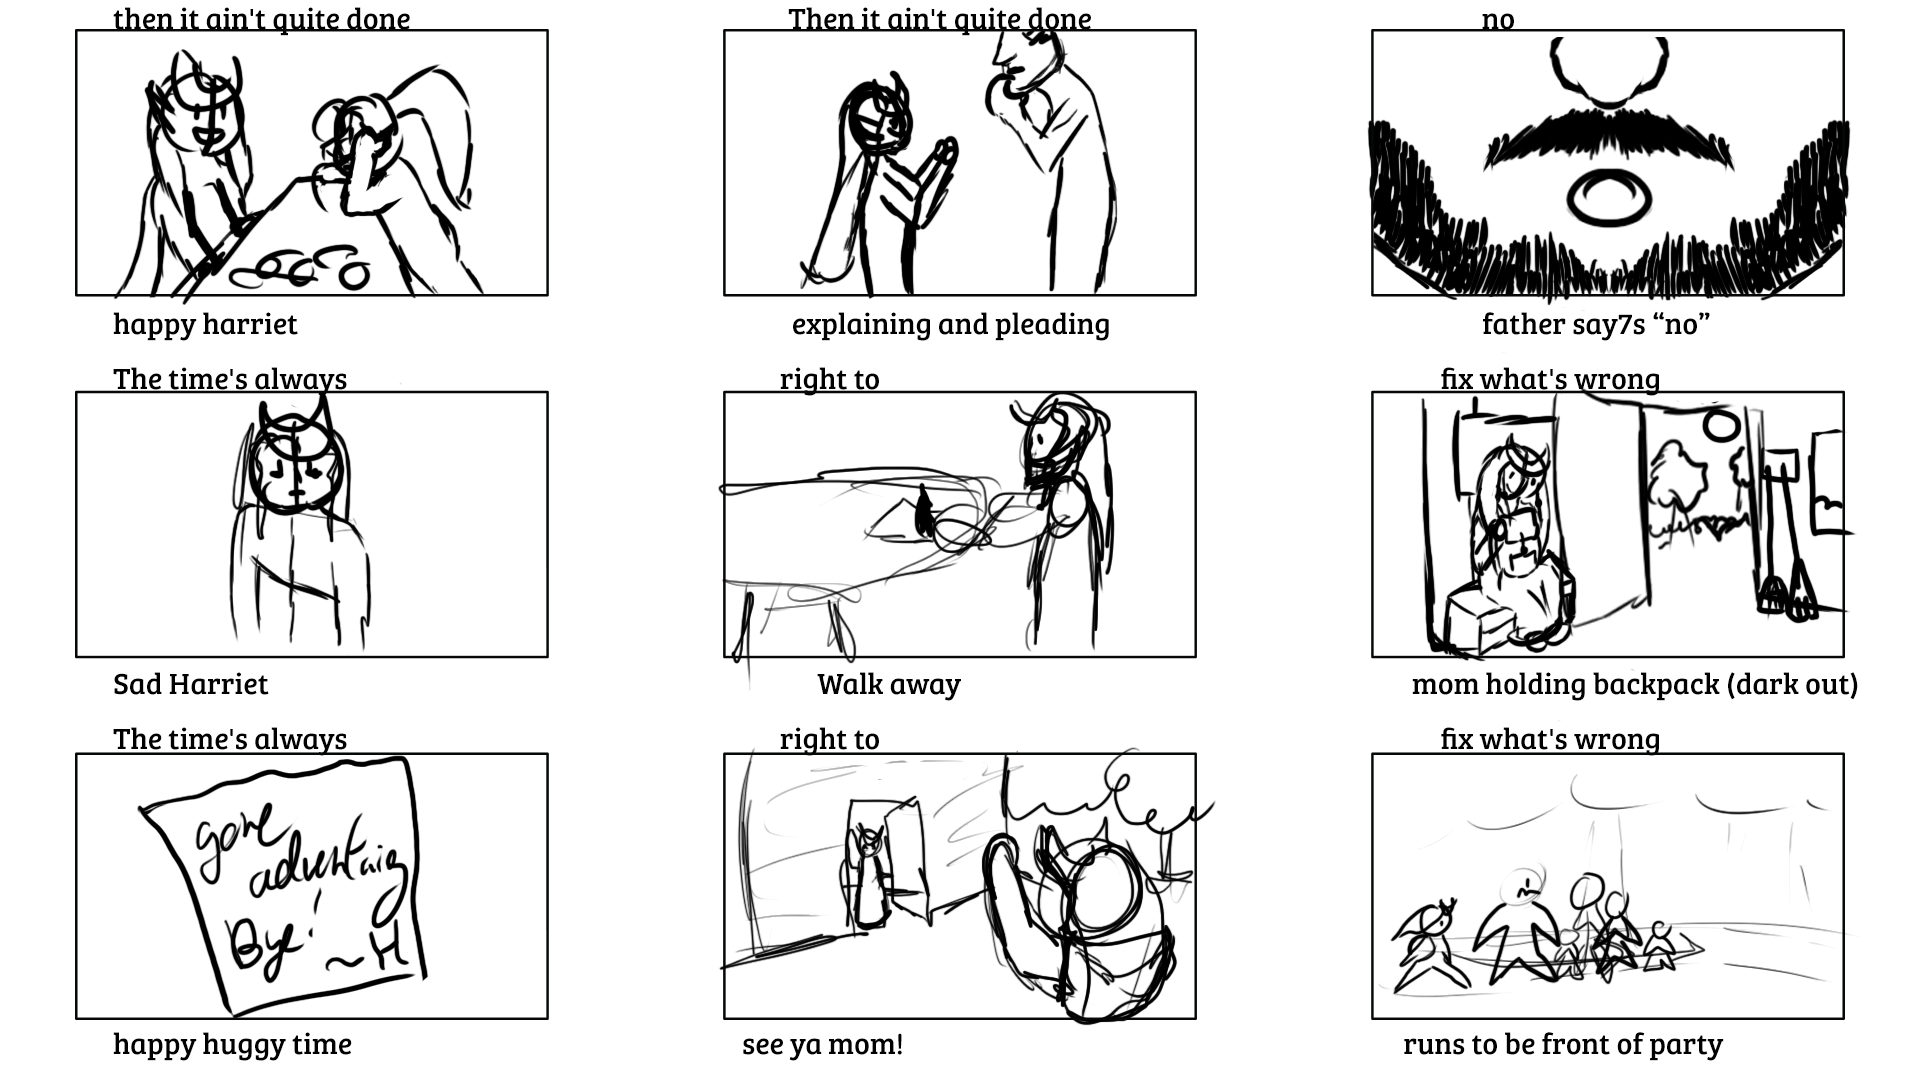 then it ain't quite done
Then it ain't quite done
no
happy harriet
explaining and pleading
father say7s “no”
The time's always
right to
fix what's wrong
Sad Harriet
Walk away
mom holding backpack (dark out)
The time's always
right to
fix what's wrong
gone
Bye!
~H
happy huggy time
see ya mom!
runs to be front of party